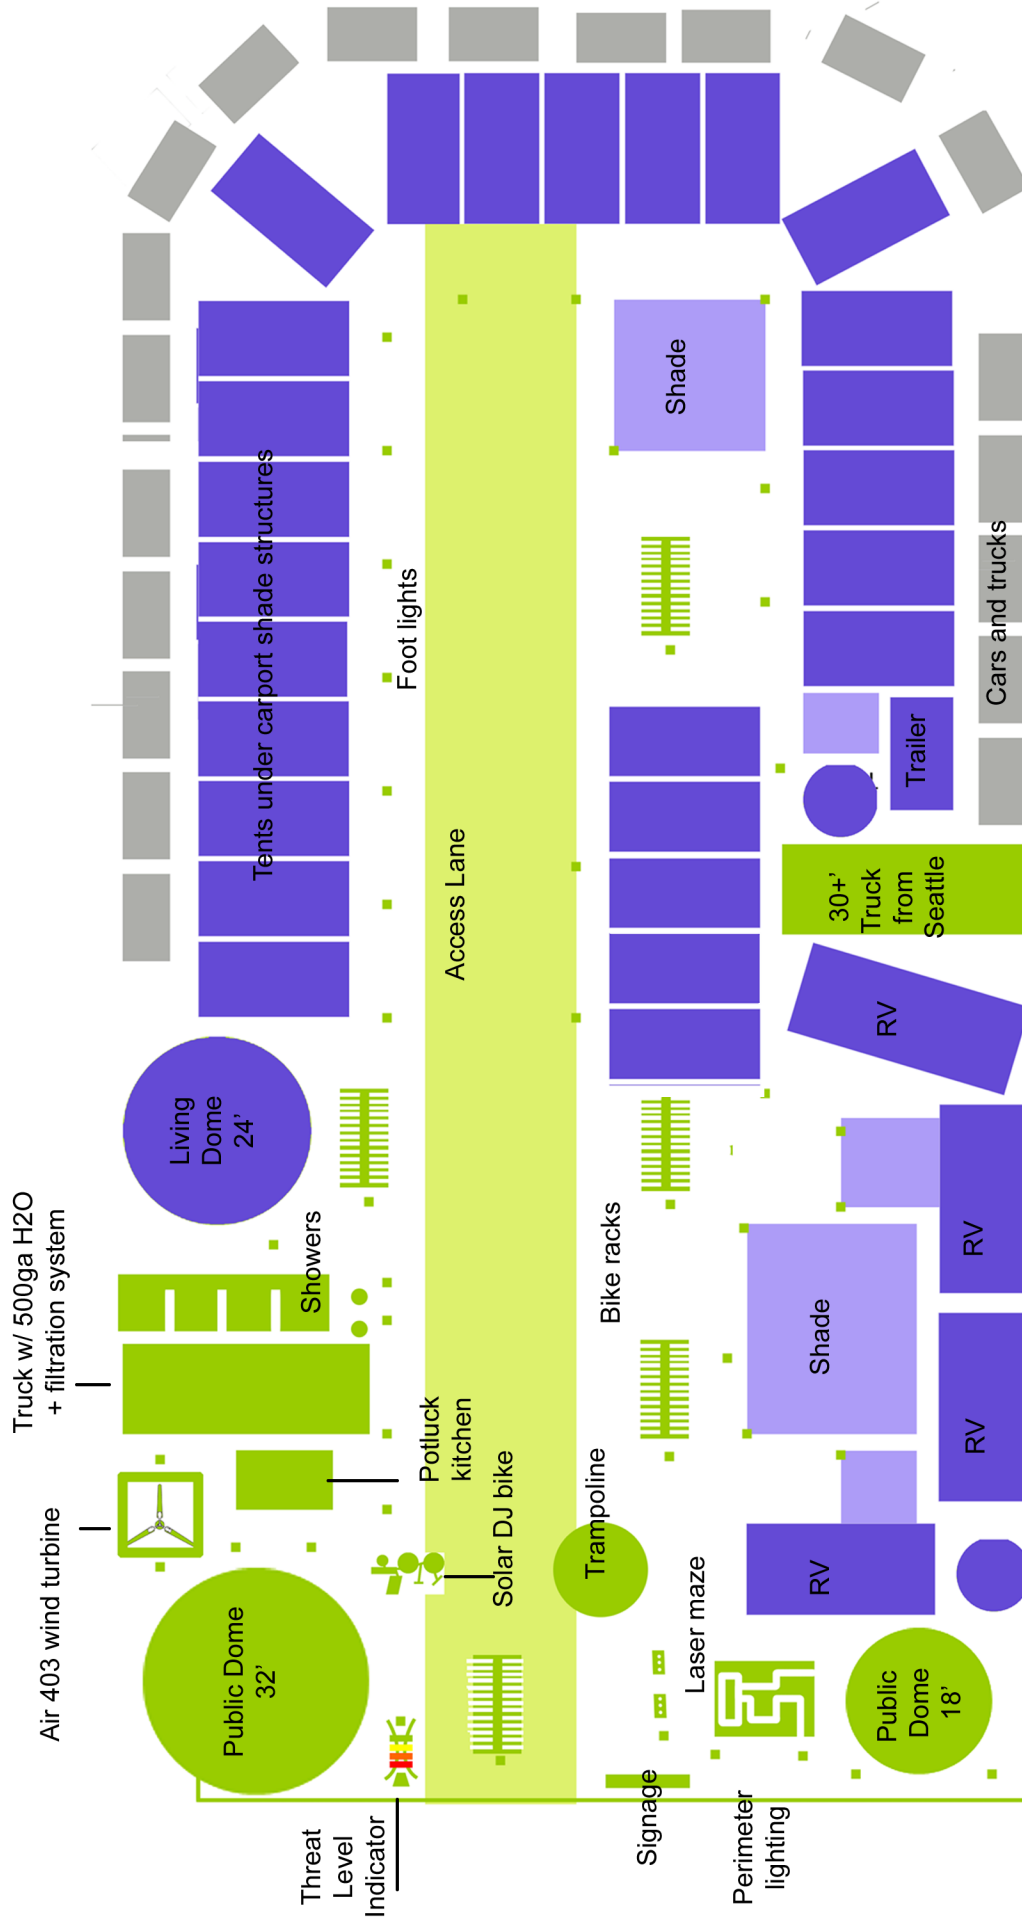 Truck w/ 500ga H2O
+ filtration system
Air 403 wind turbine
Threat
Level
Indicator
Public Dome
32’
Living
Dome
24’
Showers
Tents under carport shade structures
Foot lights
Potluck
kitchen
Access Lane
Solar DJ bike
Trampoline
Bike racks
Signage
Laser maze
Perimeter
lighting
Shade
Shade
RV
30+’
Truck
from
Seattle
RV
Trailer
Public
Dome
18’
RV
RV
Cars and trucks